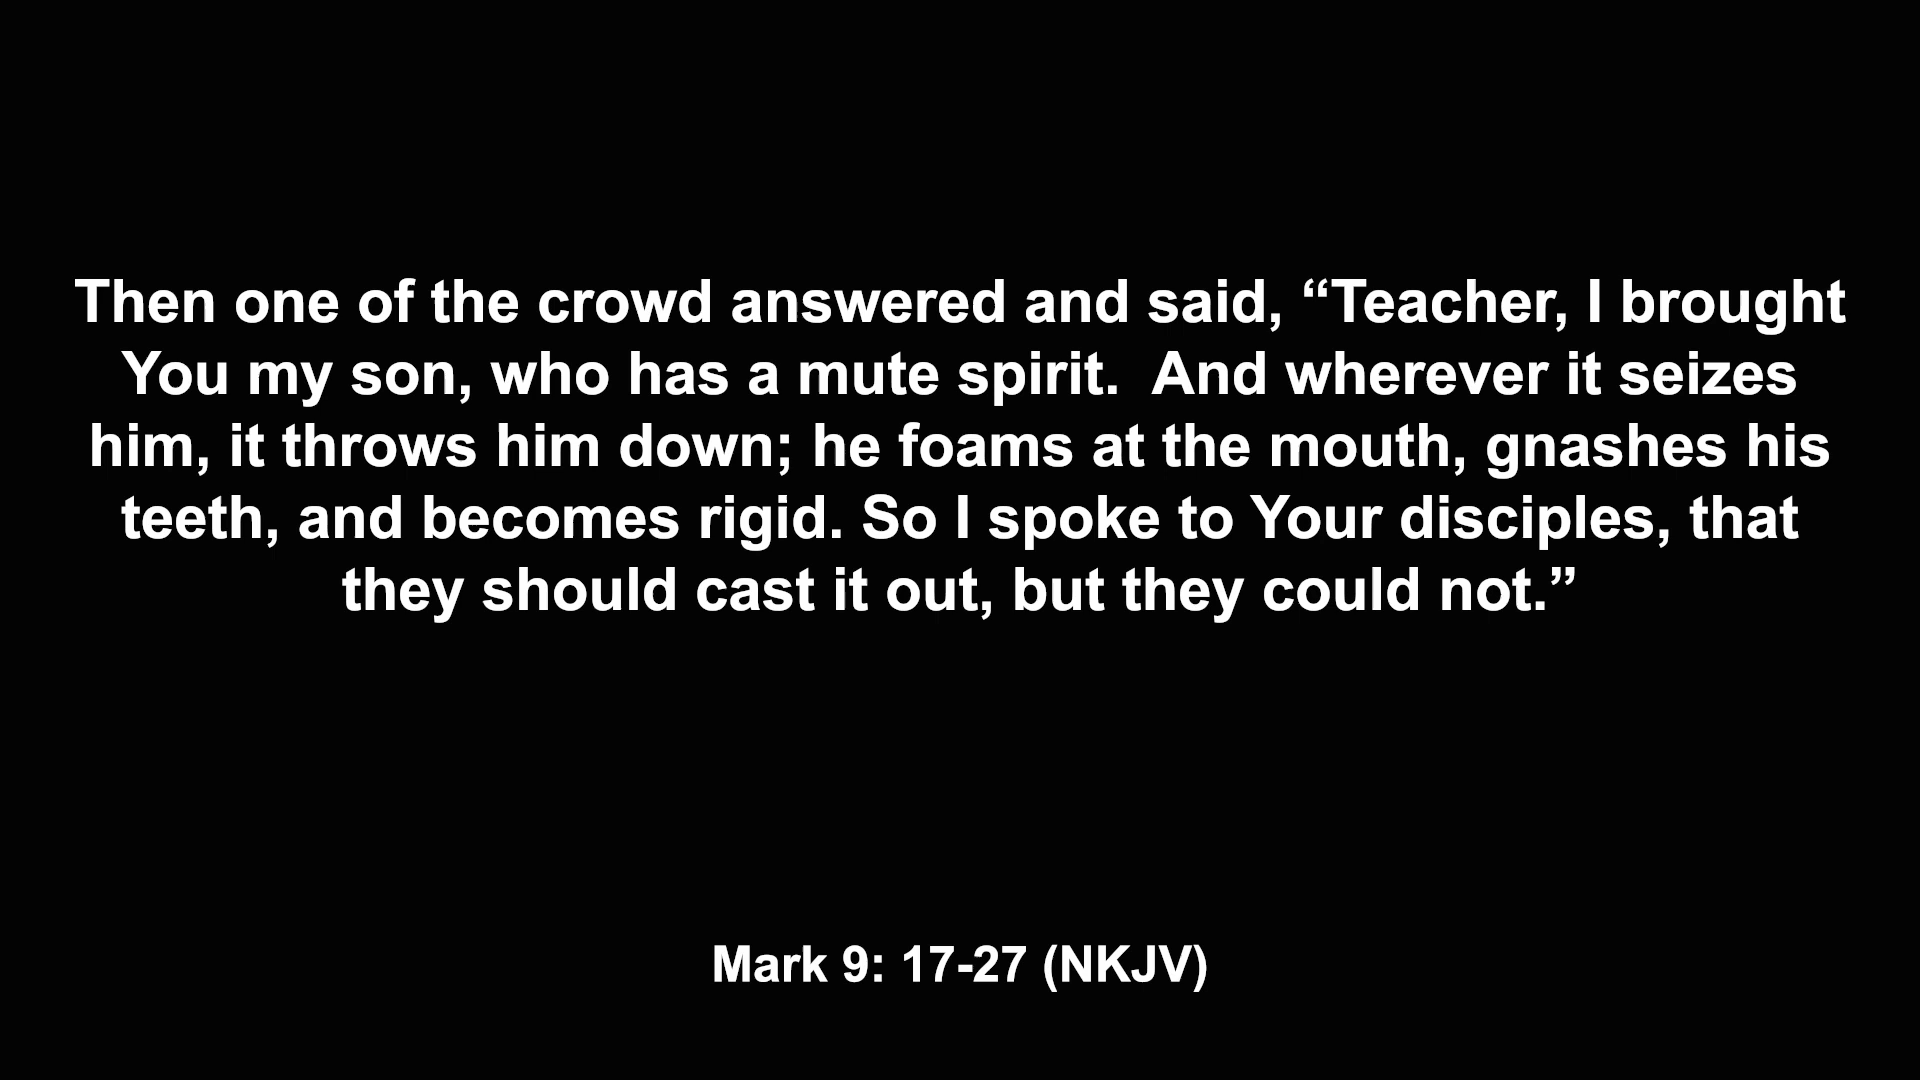 Then one of the crowd answered and said, “Teacher, I brought
You my son, who has a mute spirit.  And wherever it seizes
him, it throws him down; he foams at the mouth, gnashes his
teeth, and becomes rigid. So I spoke to Your disciples, that
they should cast it out, but they could not.”
Mark 9: 17-27 (NKJV)